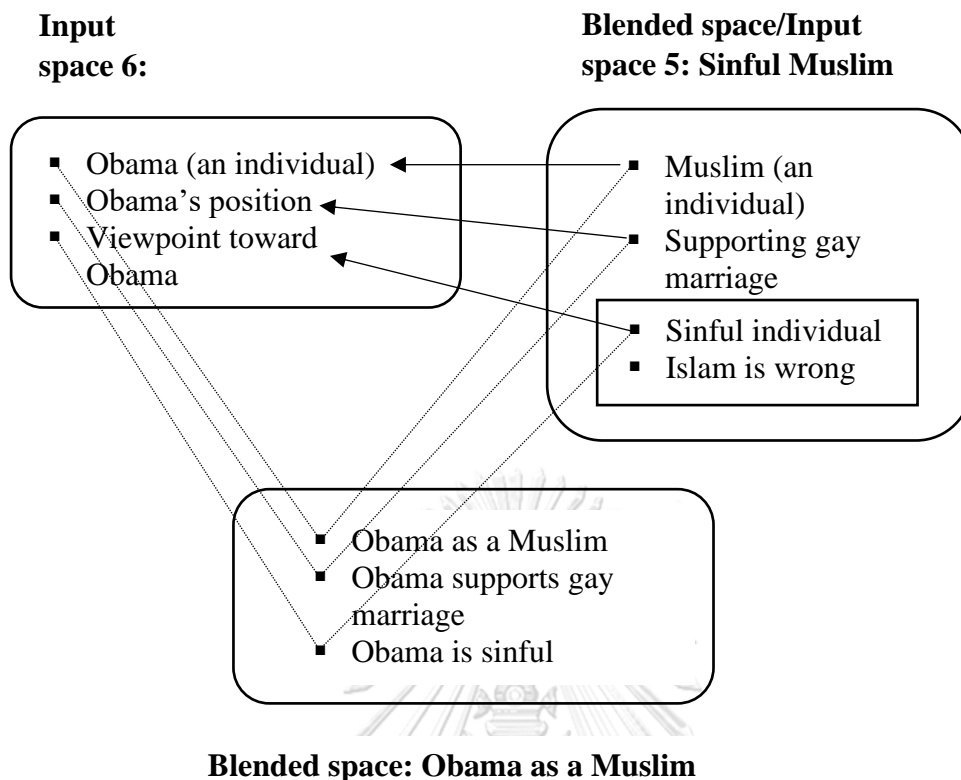 Input
space 6:
Blended space/Input
space 5: Sinful Muslim
▪ Obama (an individual)
▪ Obama’s position
▪ Viewpoint toward
Obama
▪ Muslim (an
individual)
▪ Supporting gay
marriage
▪ Sinful individual
▪ Islam is wrong
▪ Obama as a Muslim
▪ Obama supports gay
marriage
▪ Obama is sinful
Blended space: Obama as a Muslim